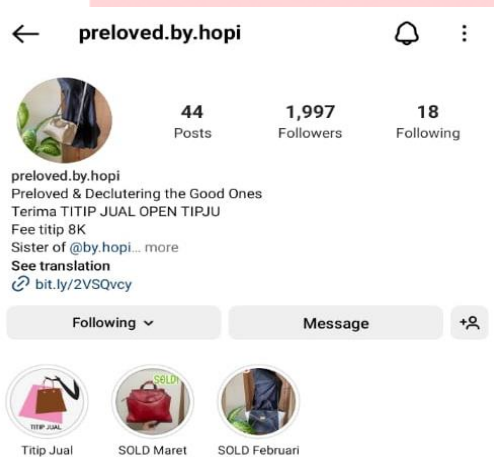 preloved.by.hopi
44
1,997
18
Posts
Followers
Following
preloved.by.hopi
Preloved & Declutering the Good Ones
Terima TITIP JUAL OPEN TIPJU
Fee titip 8K
Sister of @by.hopi... more
See translation
bit.ly/2VSQvcy
Following
Message
TITIP JUAL
SOLD!
Titip Jual
SOLD Maret
SOLD Februari